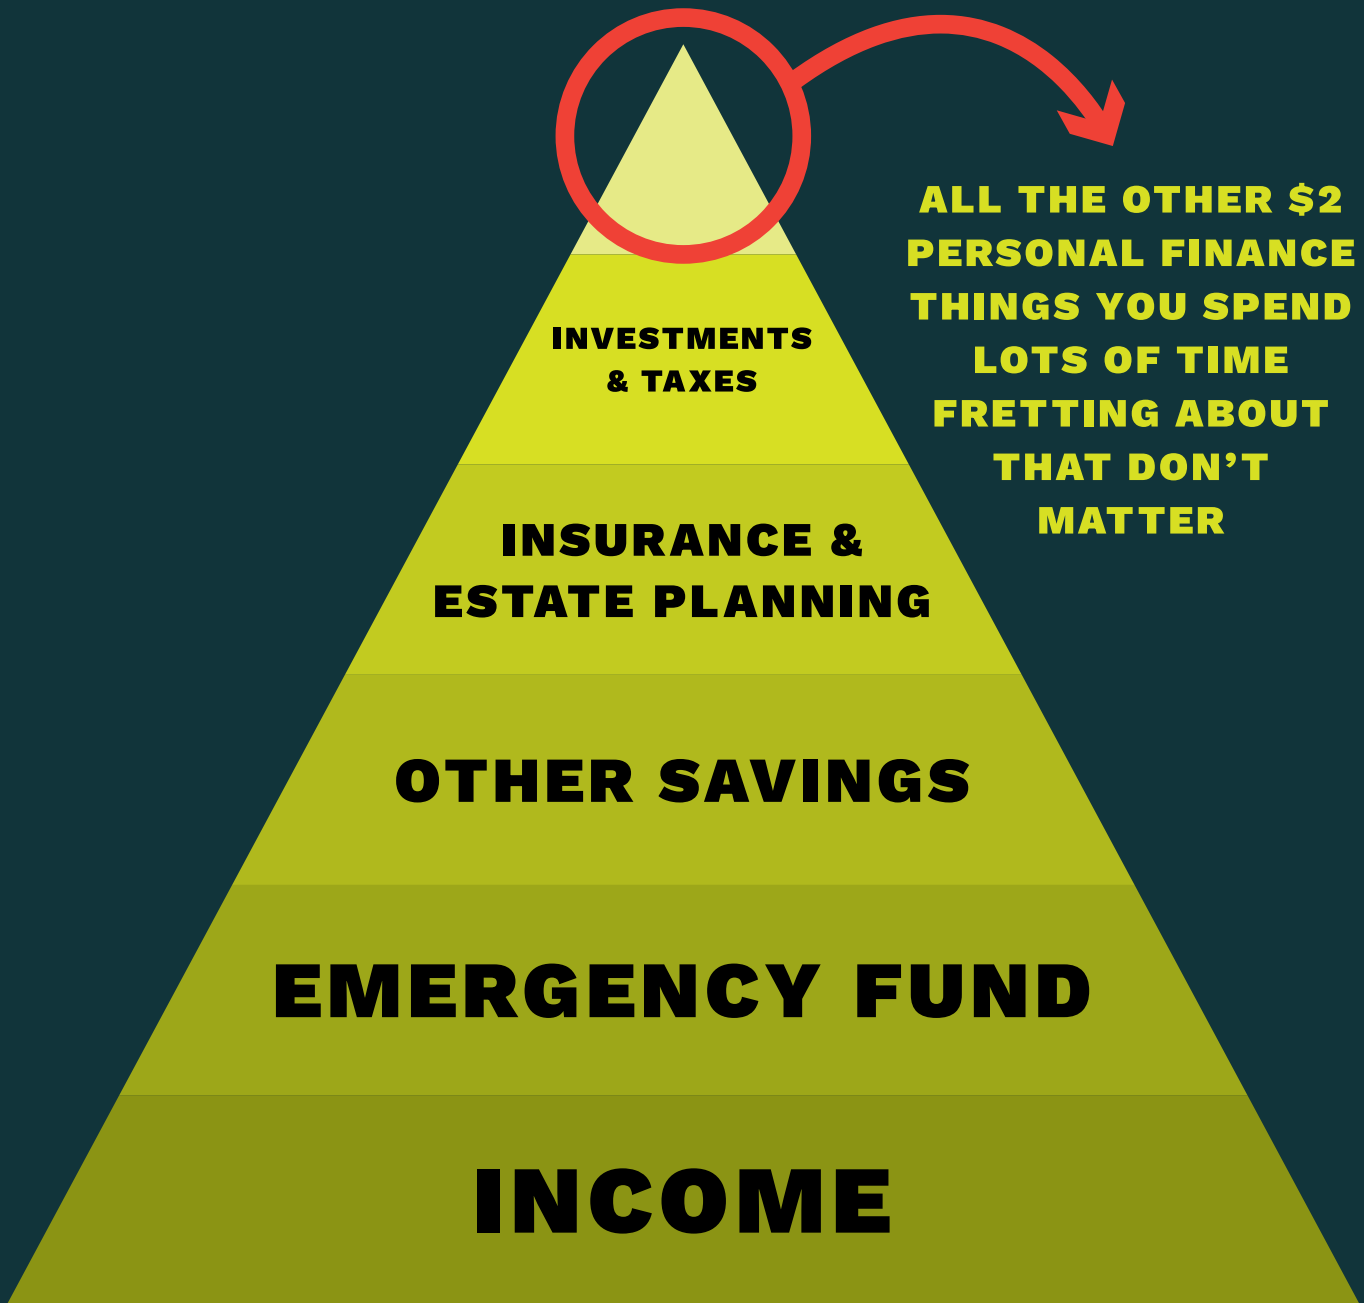 ALL THE OTHER $2
PERSONAL FINANCE
THINGS YOU SPEND
LOTS OF TIME
FRETTING ABOUT
THAT DON’T
MATTER
INVESTMENTS
& TAXES
INSURANCE &
ESTATE PLANNING
OTHER SAVINGS
EMERGENCY FUND
INCOME